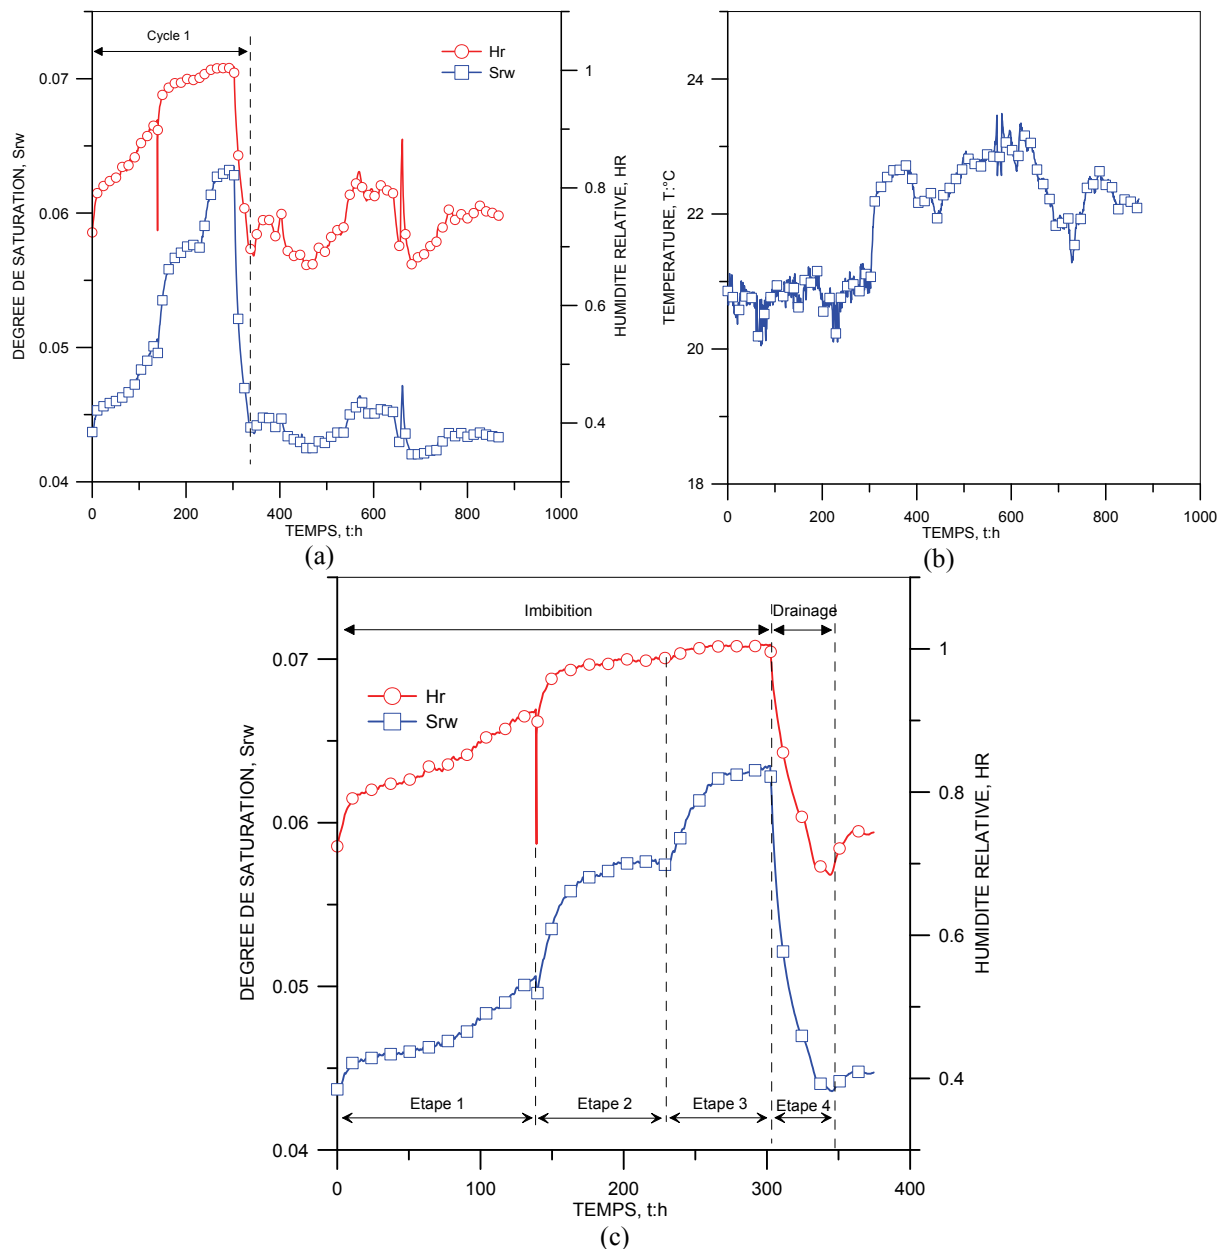 Cycle 1
Hr
Srw
0.07
0.06
0.05
0.04
DEGREE DE SATURATION, Srw
1
0.8
0.6
0.4
HUMIDITE RELATIVE, HR
0 200 400 600 800 1000
TEMPS, t:h
(a)
24
22
20
18
TEMPERATURE, T:°C
0 200 400 600 800 1000
TEMPS, t:h
(b)
Imbibition
Drainage
Hr
Srw
0.07
0.06
0.05
0.04
DEGREE DE SATURATION, Srw
1
0.8
0.6
0.4
HUMIDITE RELATIVE, HR
Etape 1
Etape 2
Etape 3
Etape 4
0 100 200 300 400
TEMPS, t:h
(c)